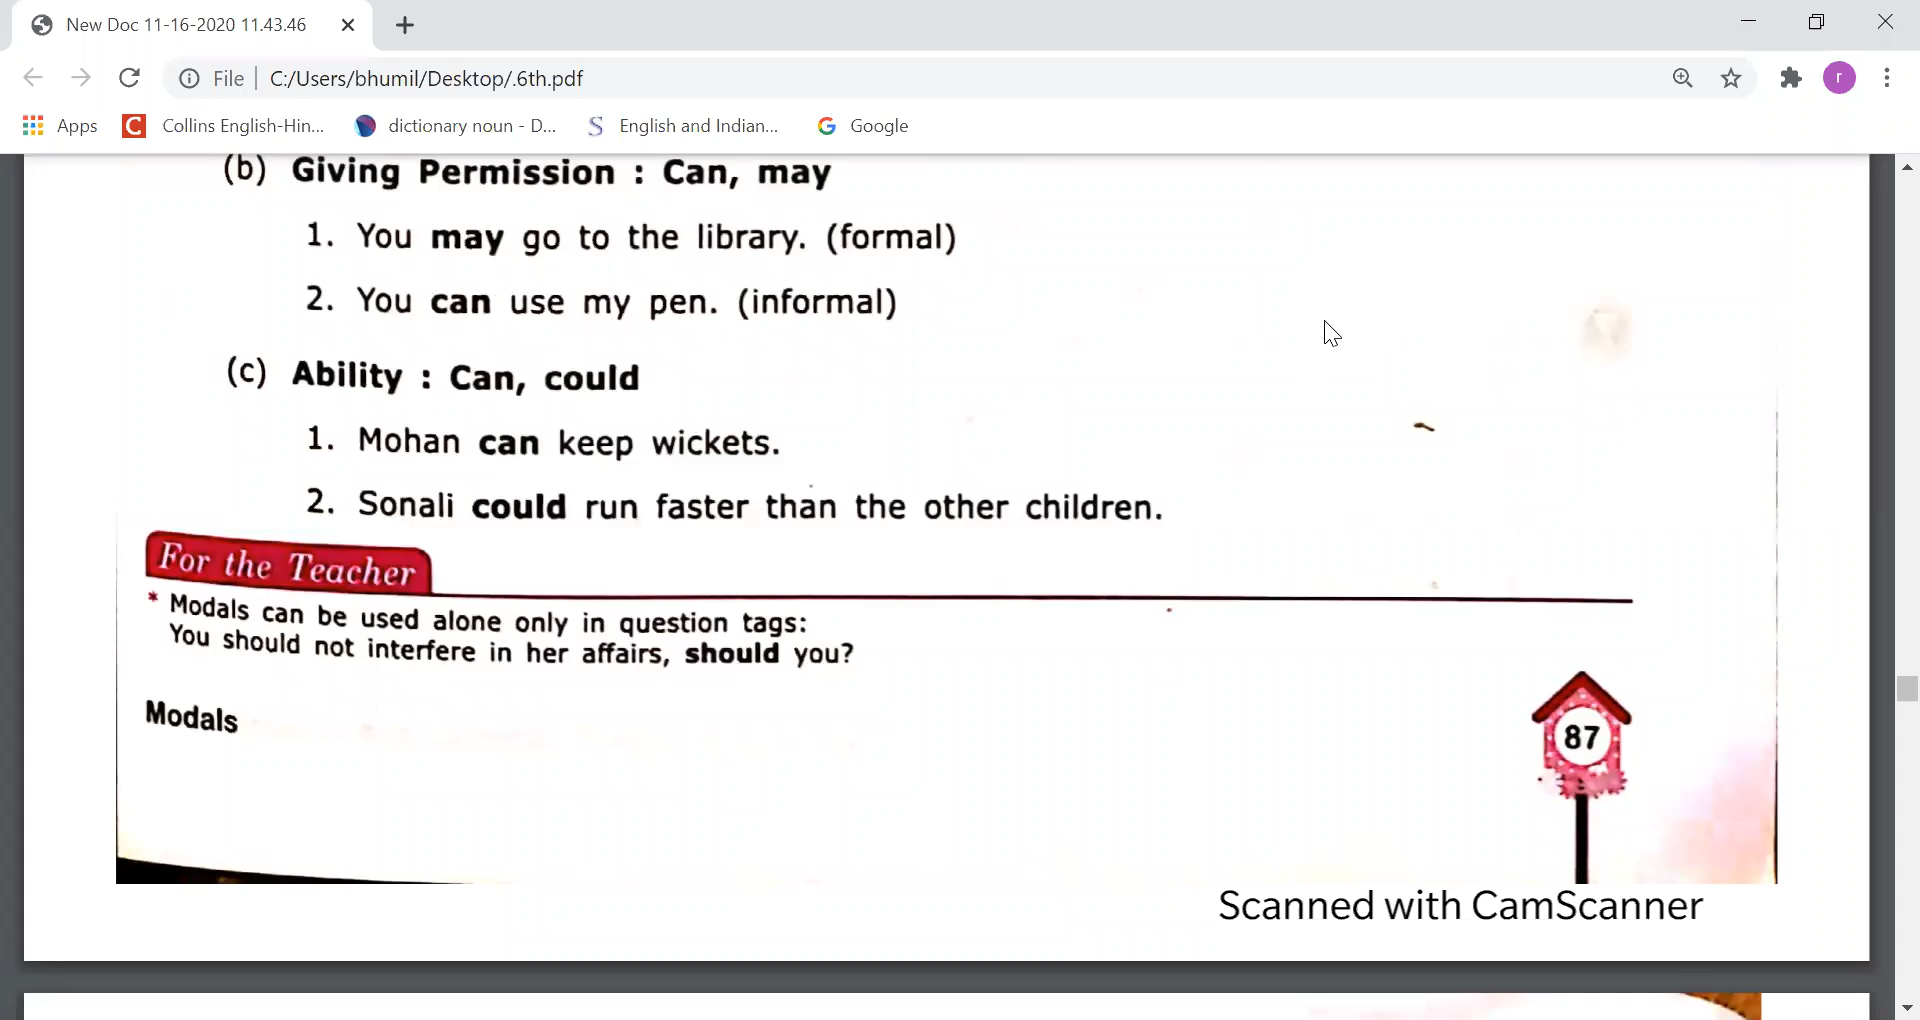 New Doc 11-16-2020 11.43.46
File | C:/Users/bhumil/Desktop/.6th.pdf
r
Apps Collins English-Hin... dictionary noun - D... English and Indian... Google
(b) Giving Permission : Can, may
1. You may go to the library. (formal)
2. You can use my pen. (informal)
(c) Ability : Can, could
1. Mohan can keep wickets.
2. Sonali could run faster than the other children.
For the Teacher
* Modals can be used alone only in question tags:
You should not interfere in her affairs, should you?
Modals
87
Scanned with CamScanner